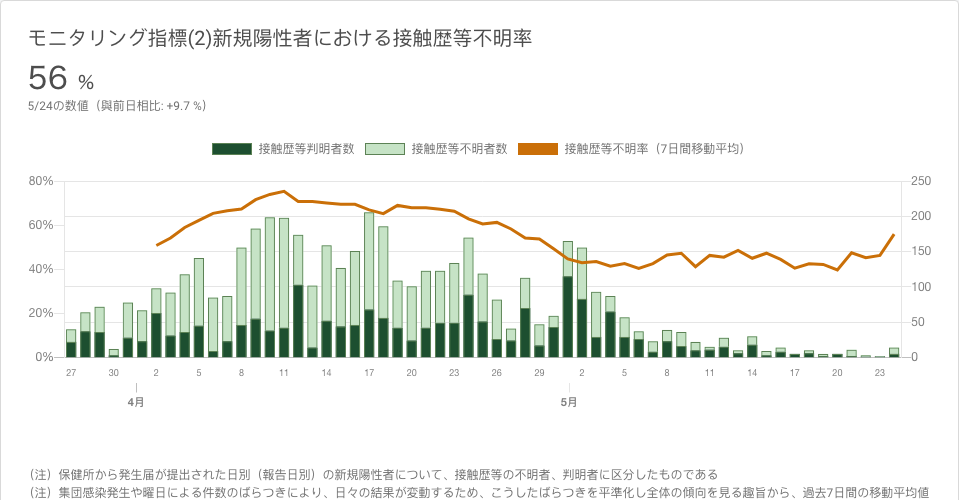 モニタリング指標(2)新規陽性者における接触歴等不明率
56 %
5/24の数値（與前日相比: +9.7 %）
接触歴等判明者数 接触歴等不明者数 接触歴等不明率（7日間移動平均）
80% 250
200
60%
150
40%
100
20%
50
0% 0
27 30 2 5 8 11 14 17 20 23 26 29 2 5 8 11 14 17 20 23
4月 5月
（注）保健所から発生届が提出された日別（報告日別）の新規陽性者について、接触歴等の不明者、判明者に区分したものである
（注）集団感染発生や曜日による件数のばらつきにより、日々の結果が変動するため、こうしたばらつきを平準化し全体の傾向を見る趣旨から、過去7日間の移動平均値